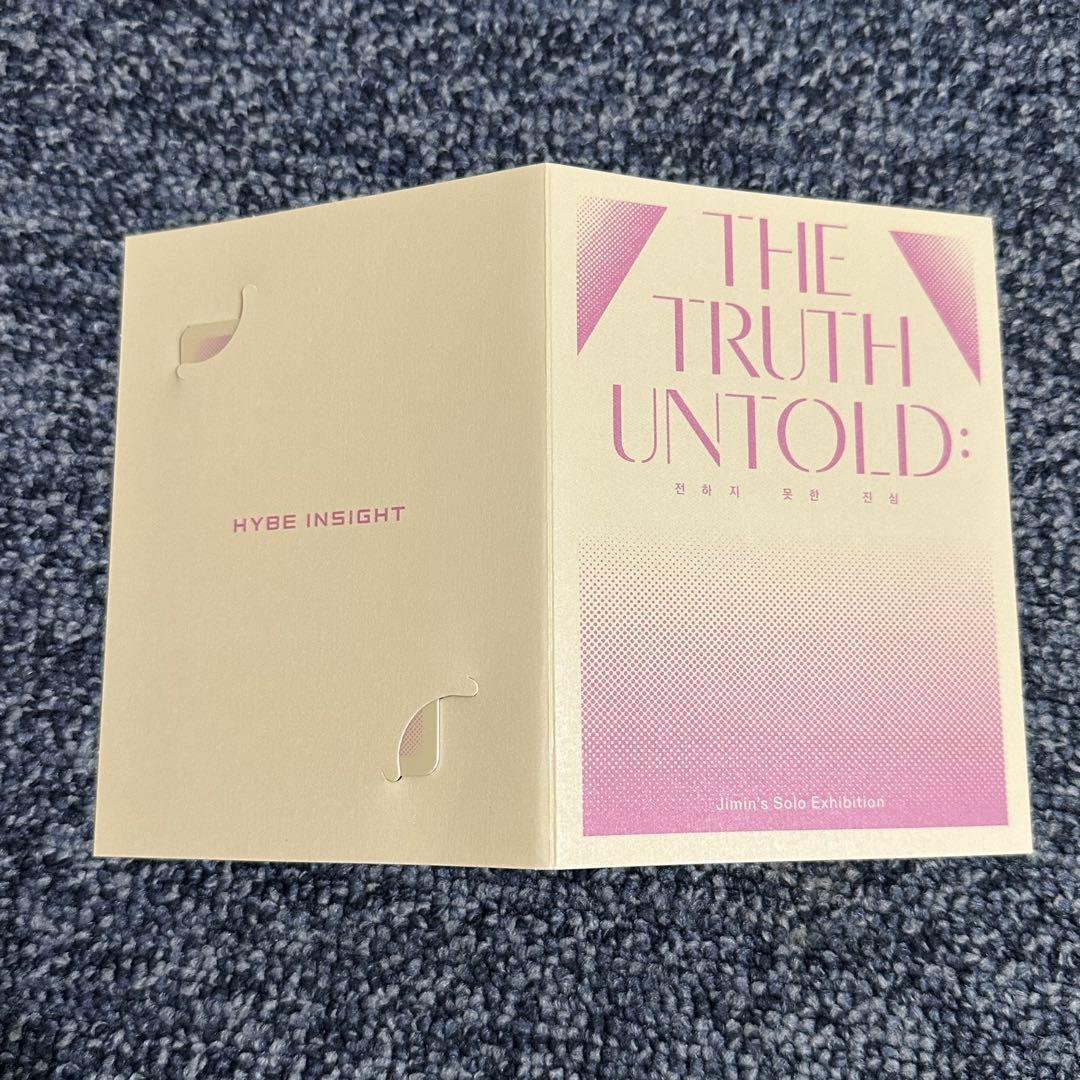 HYBE INSIGHT
THE
TRUTH
UNTOLD:
전하지 못한 진심
Jimin's Solo Exhibition